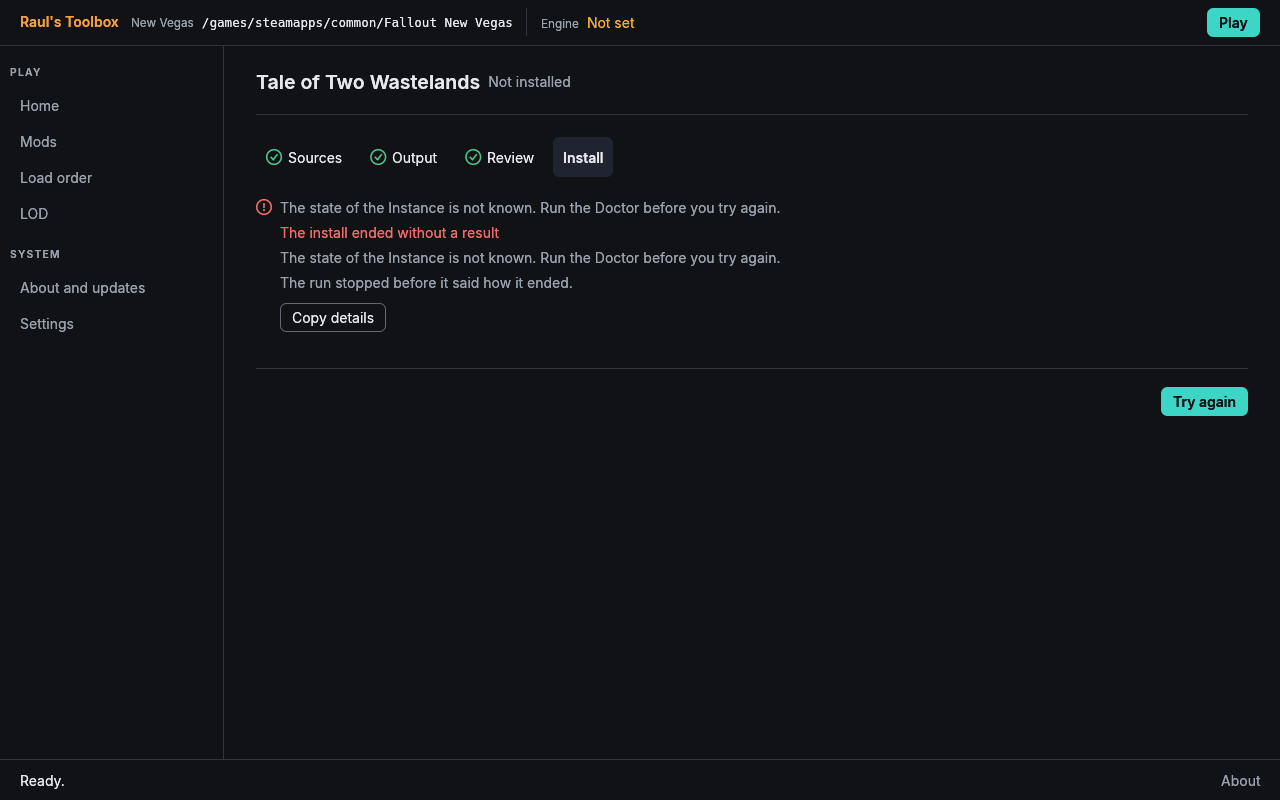 Raul's Toolbox New Vegas /games/steamapps/common/Fallout New Vegas Engine Not set Play
PLAY
Home
Mods
Load order
LOD
SYSTEM
About and updates
Settings
Tale of Two Wastelands Not installed
Sources Output Review Install
The state of the Instance is not known. Run the Doctor before you try again.
The install ended without a result
The state of the Instance is not known. Run the Doctor before you try again.
The run stopped before it said how it ended.
Copy details
Try again
Ready. About